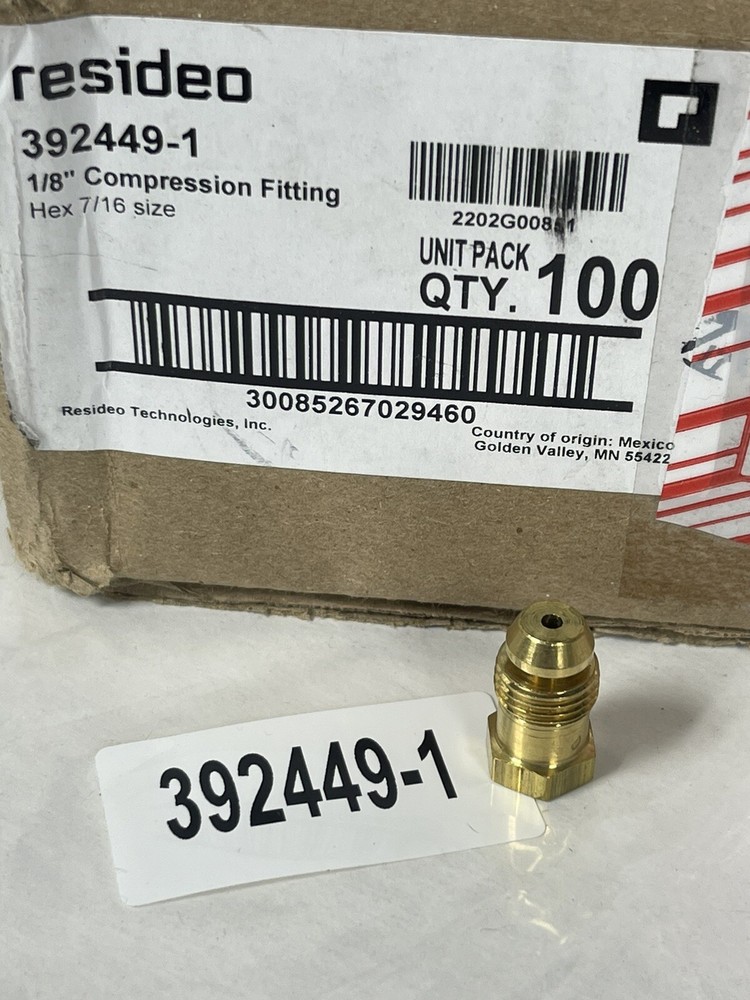 resideo
392449-1
1/8" Compression Fitting
Hex 7/16 size
UNIT PACK
QTY. 100
30085267029460
Resideo Technologies, Inc.
Country of origin: Mexico
Golden Valley, MN 55422
392449-1